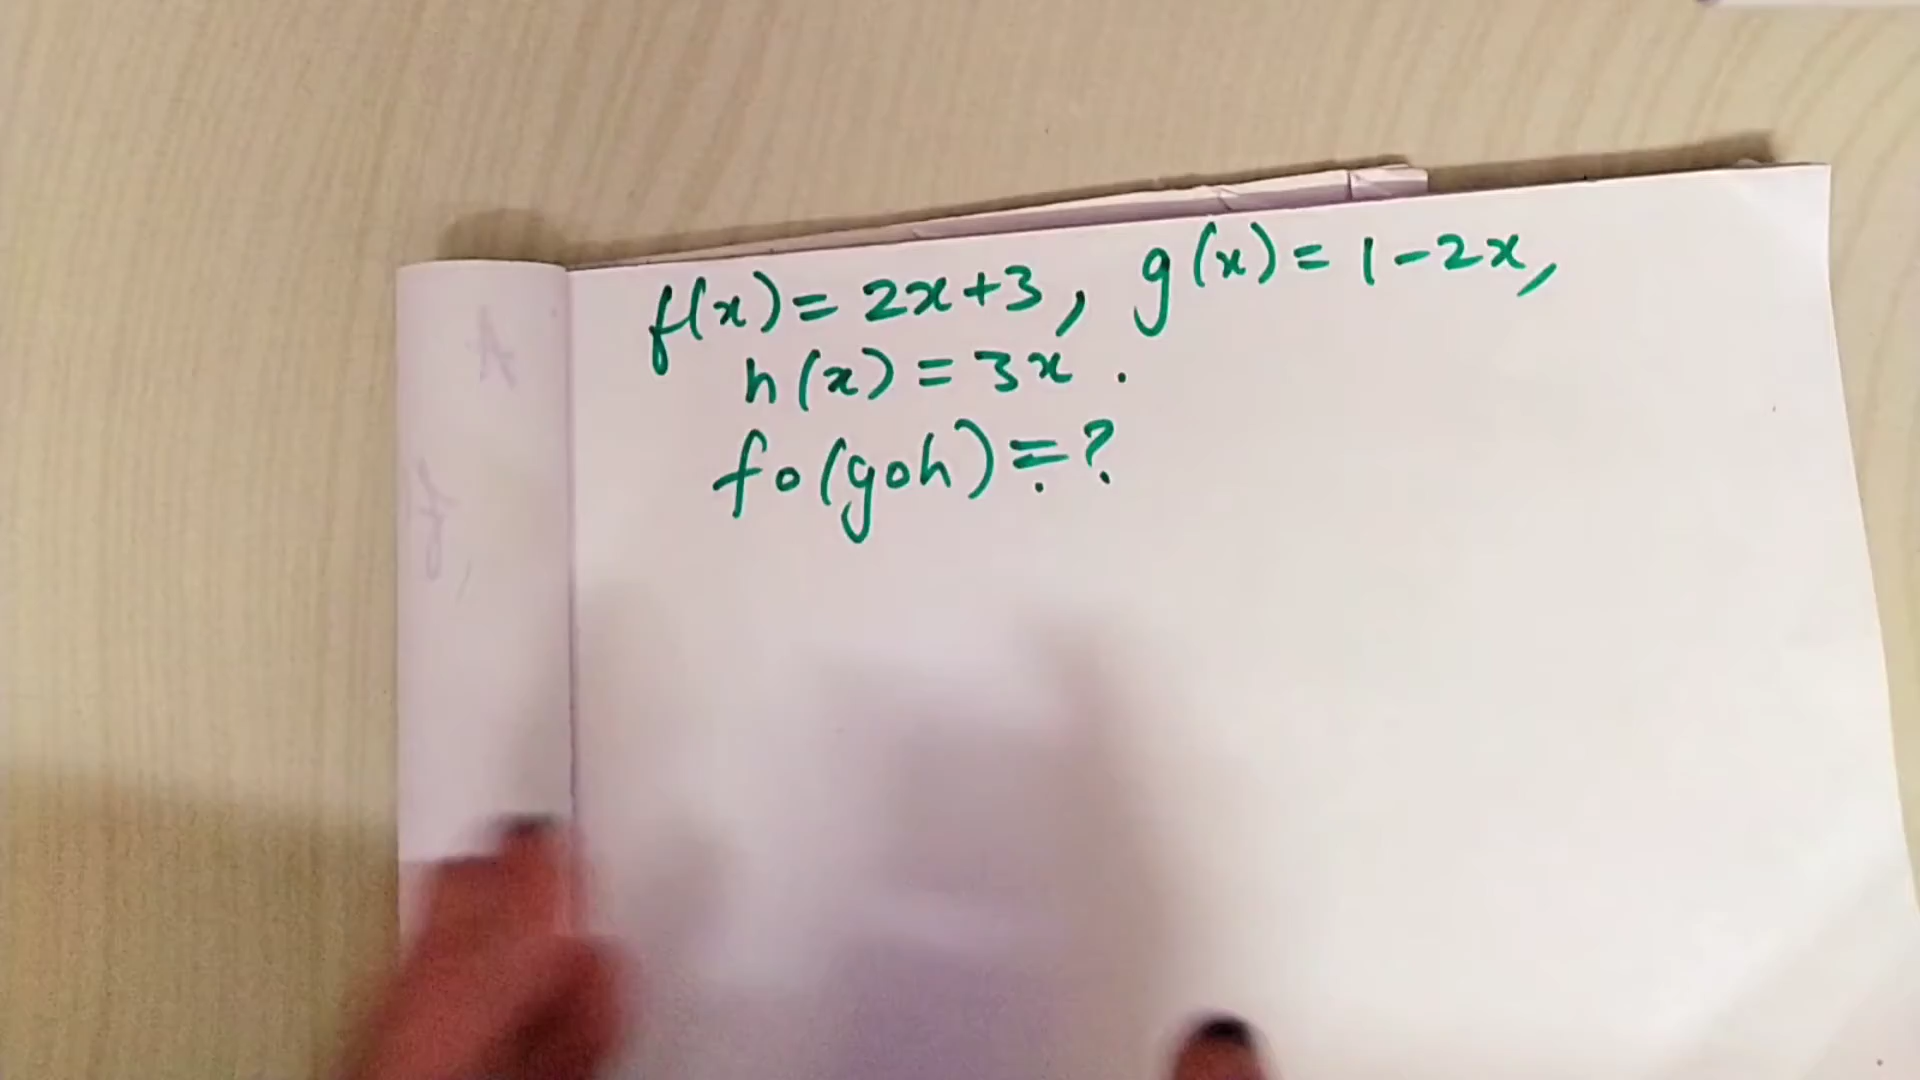 f(x) = 2x+3, g(x) = 1-2x,
h(x) = 3x.
fo(goh) = ?